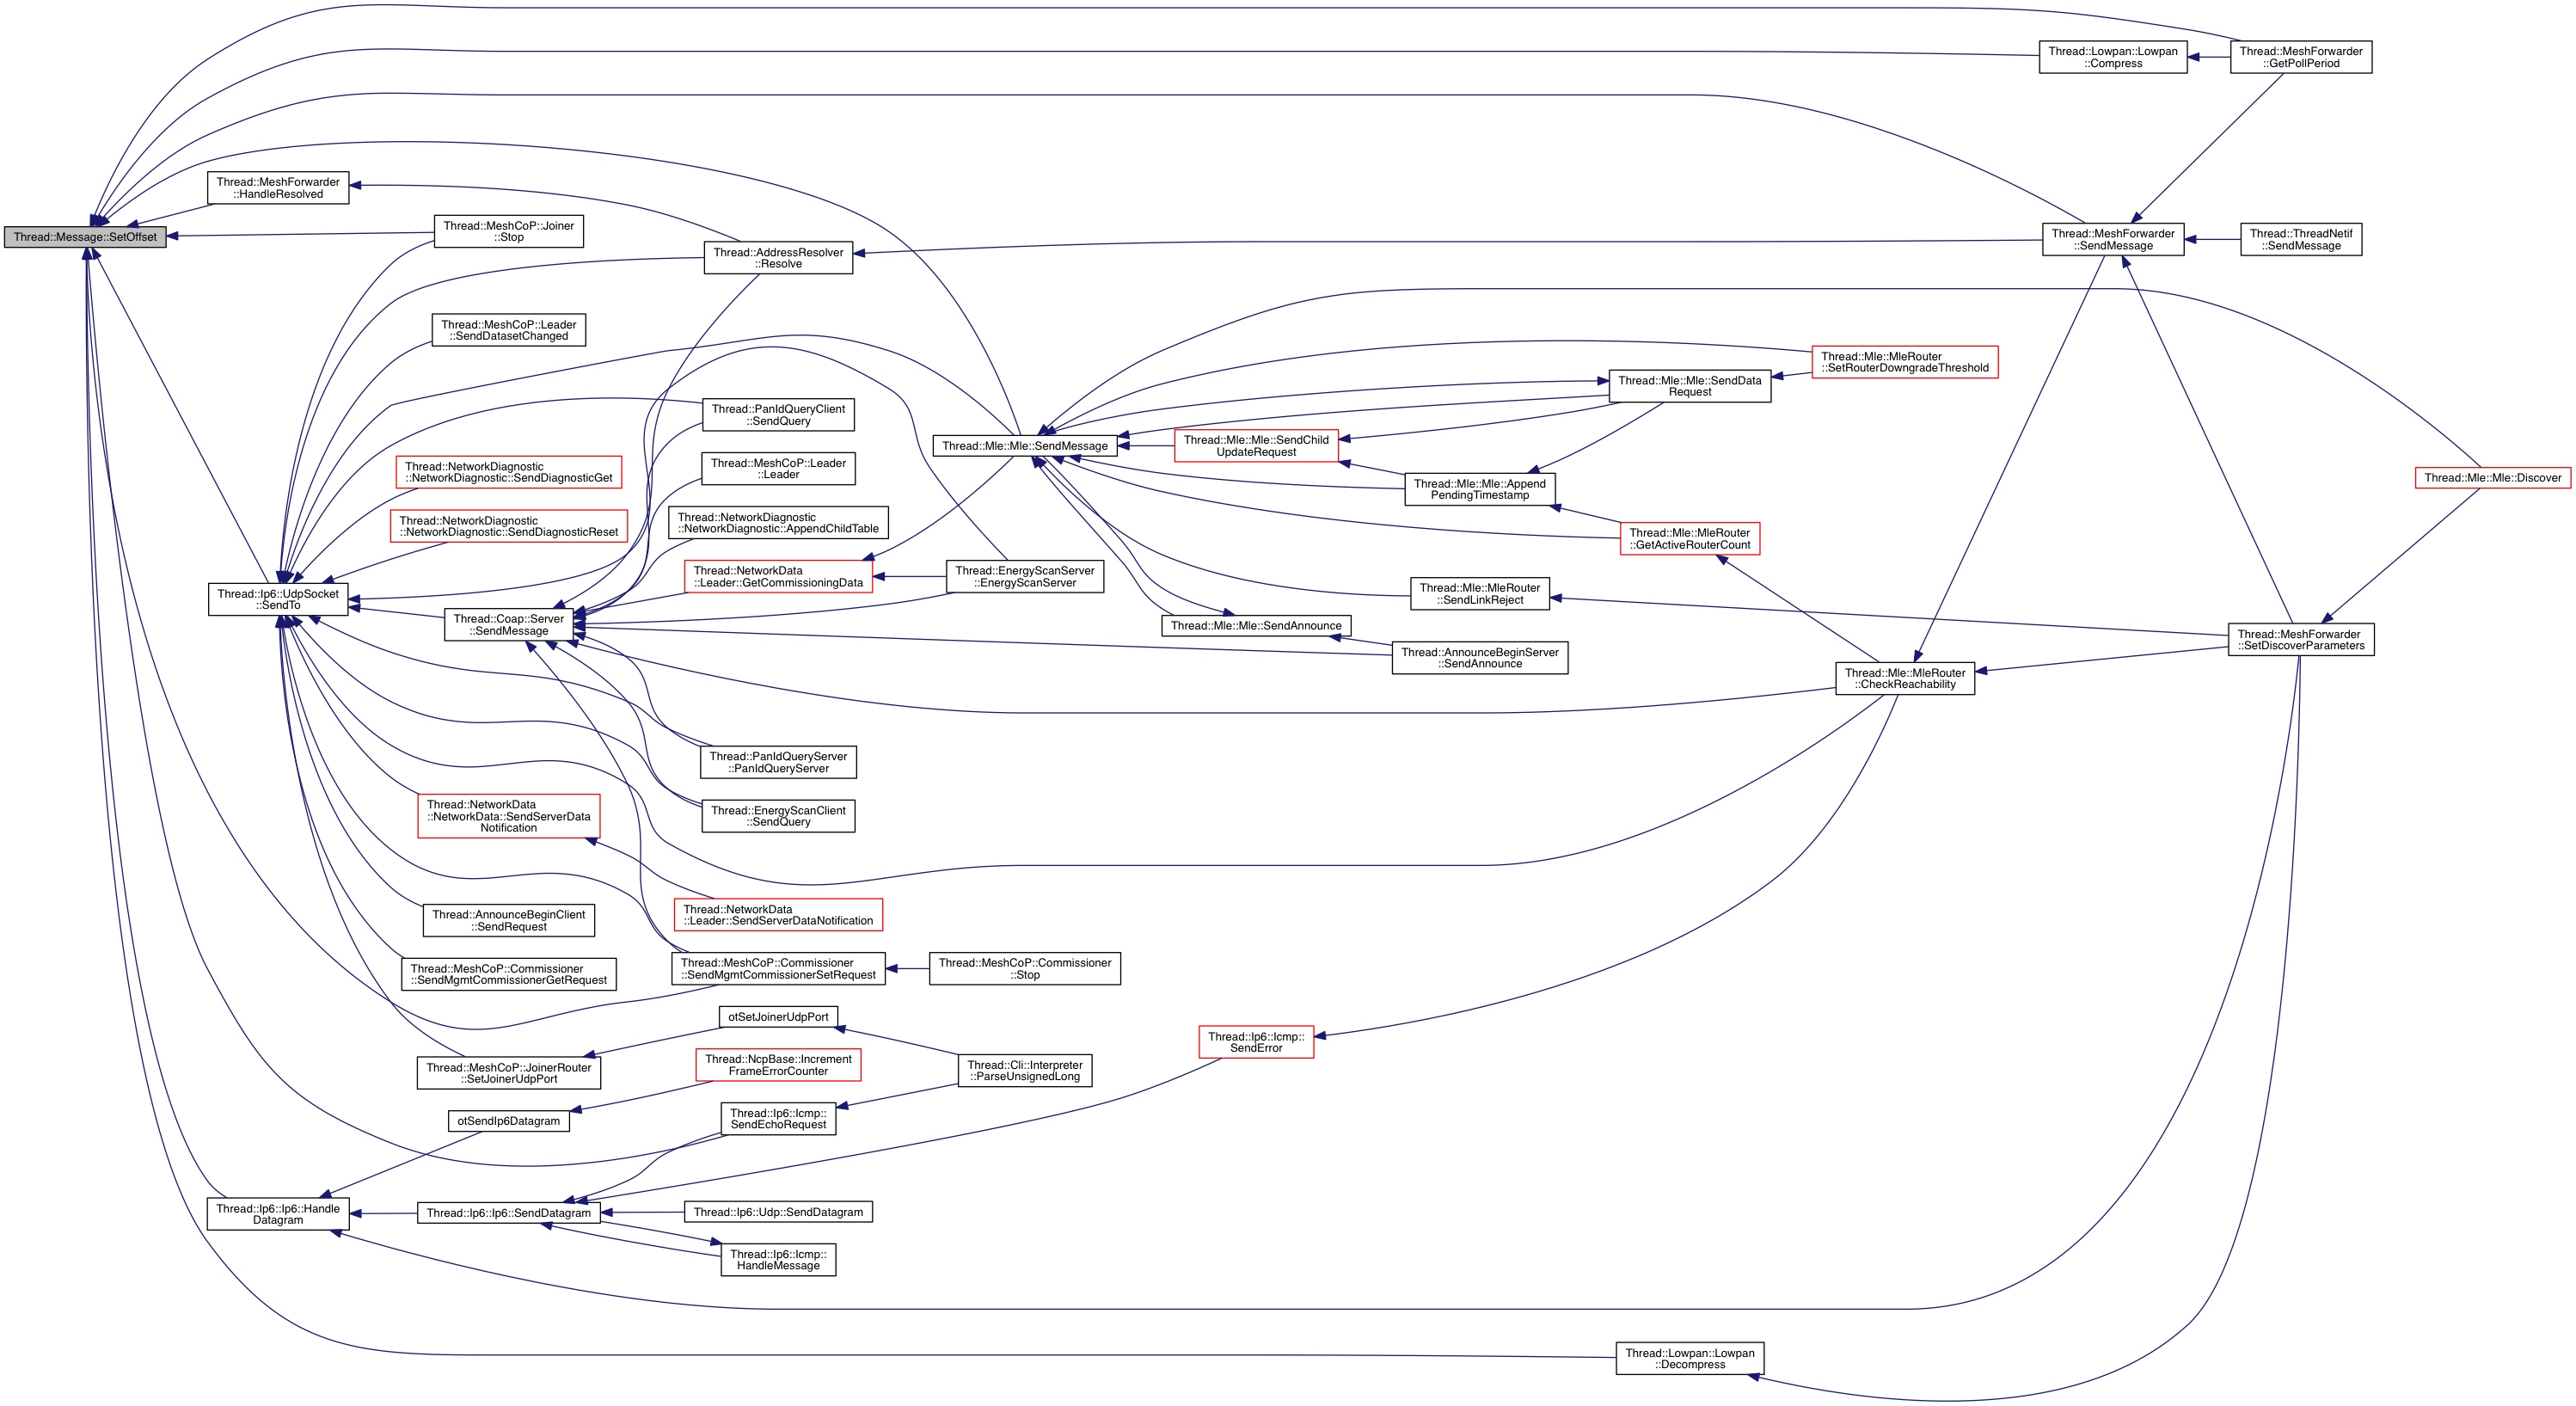 Thread::Message::SetOffset
Thread::MeshForwarder
::GetPollPeriod
Thread::Lowpan::Lowpan
::Compress
Thread::MeshForwarder
::HandleResolved
Thread::MeshCoP::Joiner
::Stop
Thread::AddressResolver
::Resolve
Thread::MeshForwarder
::SendMessage
Thread::ThreadNetif
::SendMessage
Thread::MeshCoP::Leader
::SendDatasetChanged
Thread::Mle::MleRouter
::SetRouterDowngradeThreshold
Thread::Mle::Mle::SendData
Request
Thread::PanIdQueryClient
::SendQuery
Thread::Mle::Mle::SendMessage
Thread::Mle::Mle::SendChild
UpdateRequest
Thread::NetworkDiagnostic
::NetworkDiagnostic::SendDiagnosticGet
Thread::MeshCoP::Leader
::Leader
Thread::Mle::Mle::Append
PendingTimestamp
Thread::Mle::Mle::Discover
Thread::NetworkDiagnostic
::NetworkDiagnostic::SendDiagnosticReset
Thread::NetworkDiagnostic
::NetworkDiagnostic::AppendChildTable
Thread::Mle::MleRouter
::GetActiveRouterCount
Thread::NetworkData
::Leader::GetCommissioningData
Thread::EnergyScanServer
::EnergyScanServer
Thread::Ip6::UdpSocket
::SendTo
Thread::Mle::MleRouter
::SendLinkReject
Thread::Coap::Server
::SendMessage
Thread::Mle::Mle::SendAnnounce
Thread::MeshForwarder
::SetDiscoverParameters
Thread::AnnounceBeginServer
::SendAnnounce
Thread::Mle::MleRouter
::CheckReachability
Thread::PanIdQueryServer
::PanIdQueryServer
Thread::EnergyScanClient
::SendQuery
Thread::NetworkData
::NetworkData::SendServerData
Notification
Thread::NetworkData
::Leader::SendServerDataNotification
Thread::AnnounceBeginClient
::SendRequest
Thread::MeshCoP::Commissioner
::SendMgmtCommissionerGetRequest
Thread::MeshCoP::Commissioner
::SendMgmtCommissionerSetRequest
Thread::MeshCoP::Commissioner
::Stop
otSetJoinerUdpPort
Thread::Ip6::Icmp::
SendError
Thread::MeshCoP::JoinerRouter
::SetJoinerUdpPort
Thread::NcpBase::Increment
FrameErrorCounter
Thread::Cli::Interpreter
::ParseUnsignedLong
otSendIp6Datagram
Thread::Ip6::Icmp::
SendEchoRequest
Thread::Ip6::Ip6::Handle
Datagram
Thread::Ip6::Ip6::SendDatagram
Thread::Ip6::Udp::SendDatagram
Thread::Ip6::Icmp::
HandleMessage
Thread::Lowpan::Lowpan
::Decompress